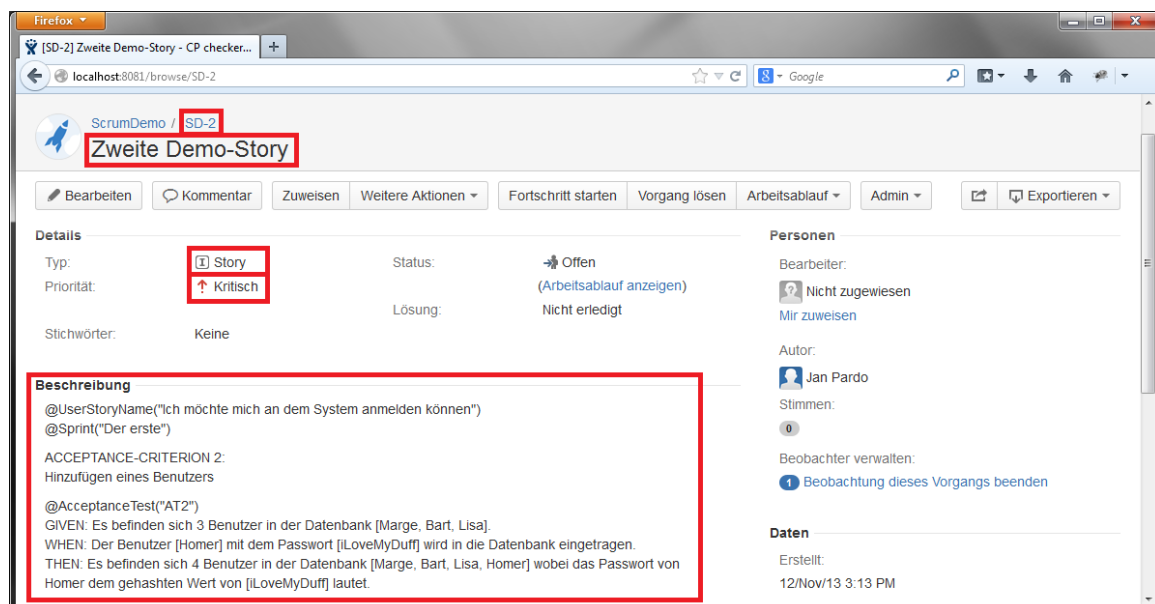 Firefox
[SD-2] Zweite Demo-Story - CP checker...
localhost:8081/browse/SD-2
Google
ScrumDemo / SD-2
Zweite Demo-Story
Bearbeiten Kommentar Zuweisen Weitere Aktionen Fortschritt starten Vorgang lösen Arbeitsablauf Admin Exportieren
Details
Typ: Story Status: Offen
Priorität: Kritisch (Arbeitsablauf anzeigen)
Lösung: Nicht erledigt
Stichwörter: Keine
Beschreibung
@UserStoryName("Ich möchte mich an dem System anmelden können")
@Sprint("Der erste")
ACCEPTANCE-CRITERION 2:
Hinzufügen eines Benutzers
@AcceptanceTest("AT2")
GIVEN: Es befinden sich 3 Benutzer in der Datenbank [Marge, Bart, Lisa].
WHEN: Der Benutzer [Homer] mit dem Passwort [iLoveMyDuff] wird in die Datenbank eingetragen.
THEN: Es befinden sich 4 Benutzer in der Datenbank [Marge, Bart, Lisa, Homer] wobei das Passwort von
Homer dem gehashten Wert von [iLoveMyDuff] lautet.
Personen
Bearbeiter:
Nicht zugewiesen
Mir zuweisen
Autor:
Jan Pardo
Stimmen:
0
Beobachter verwalten:
1 Beobachtung dieses Vorgangs beenden
Daten
Erstellt:
12/Nov/13 3:13 PM